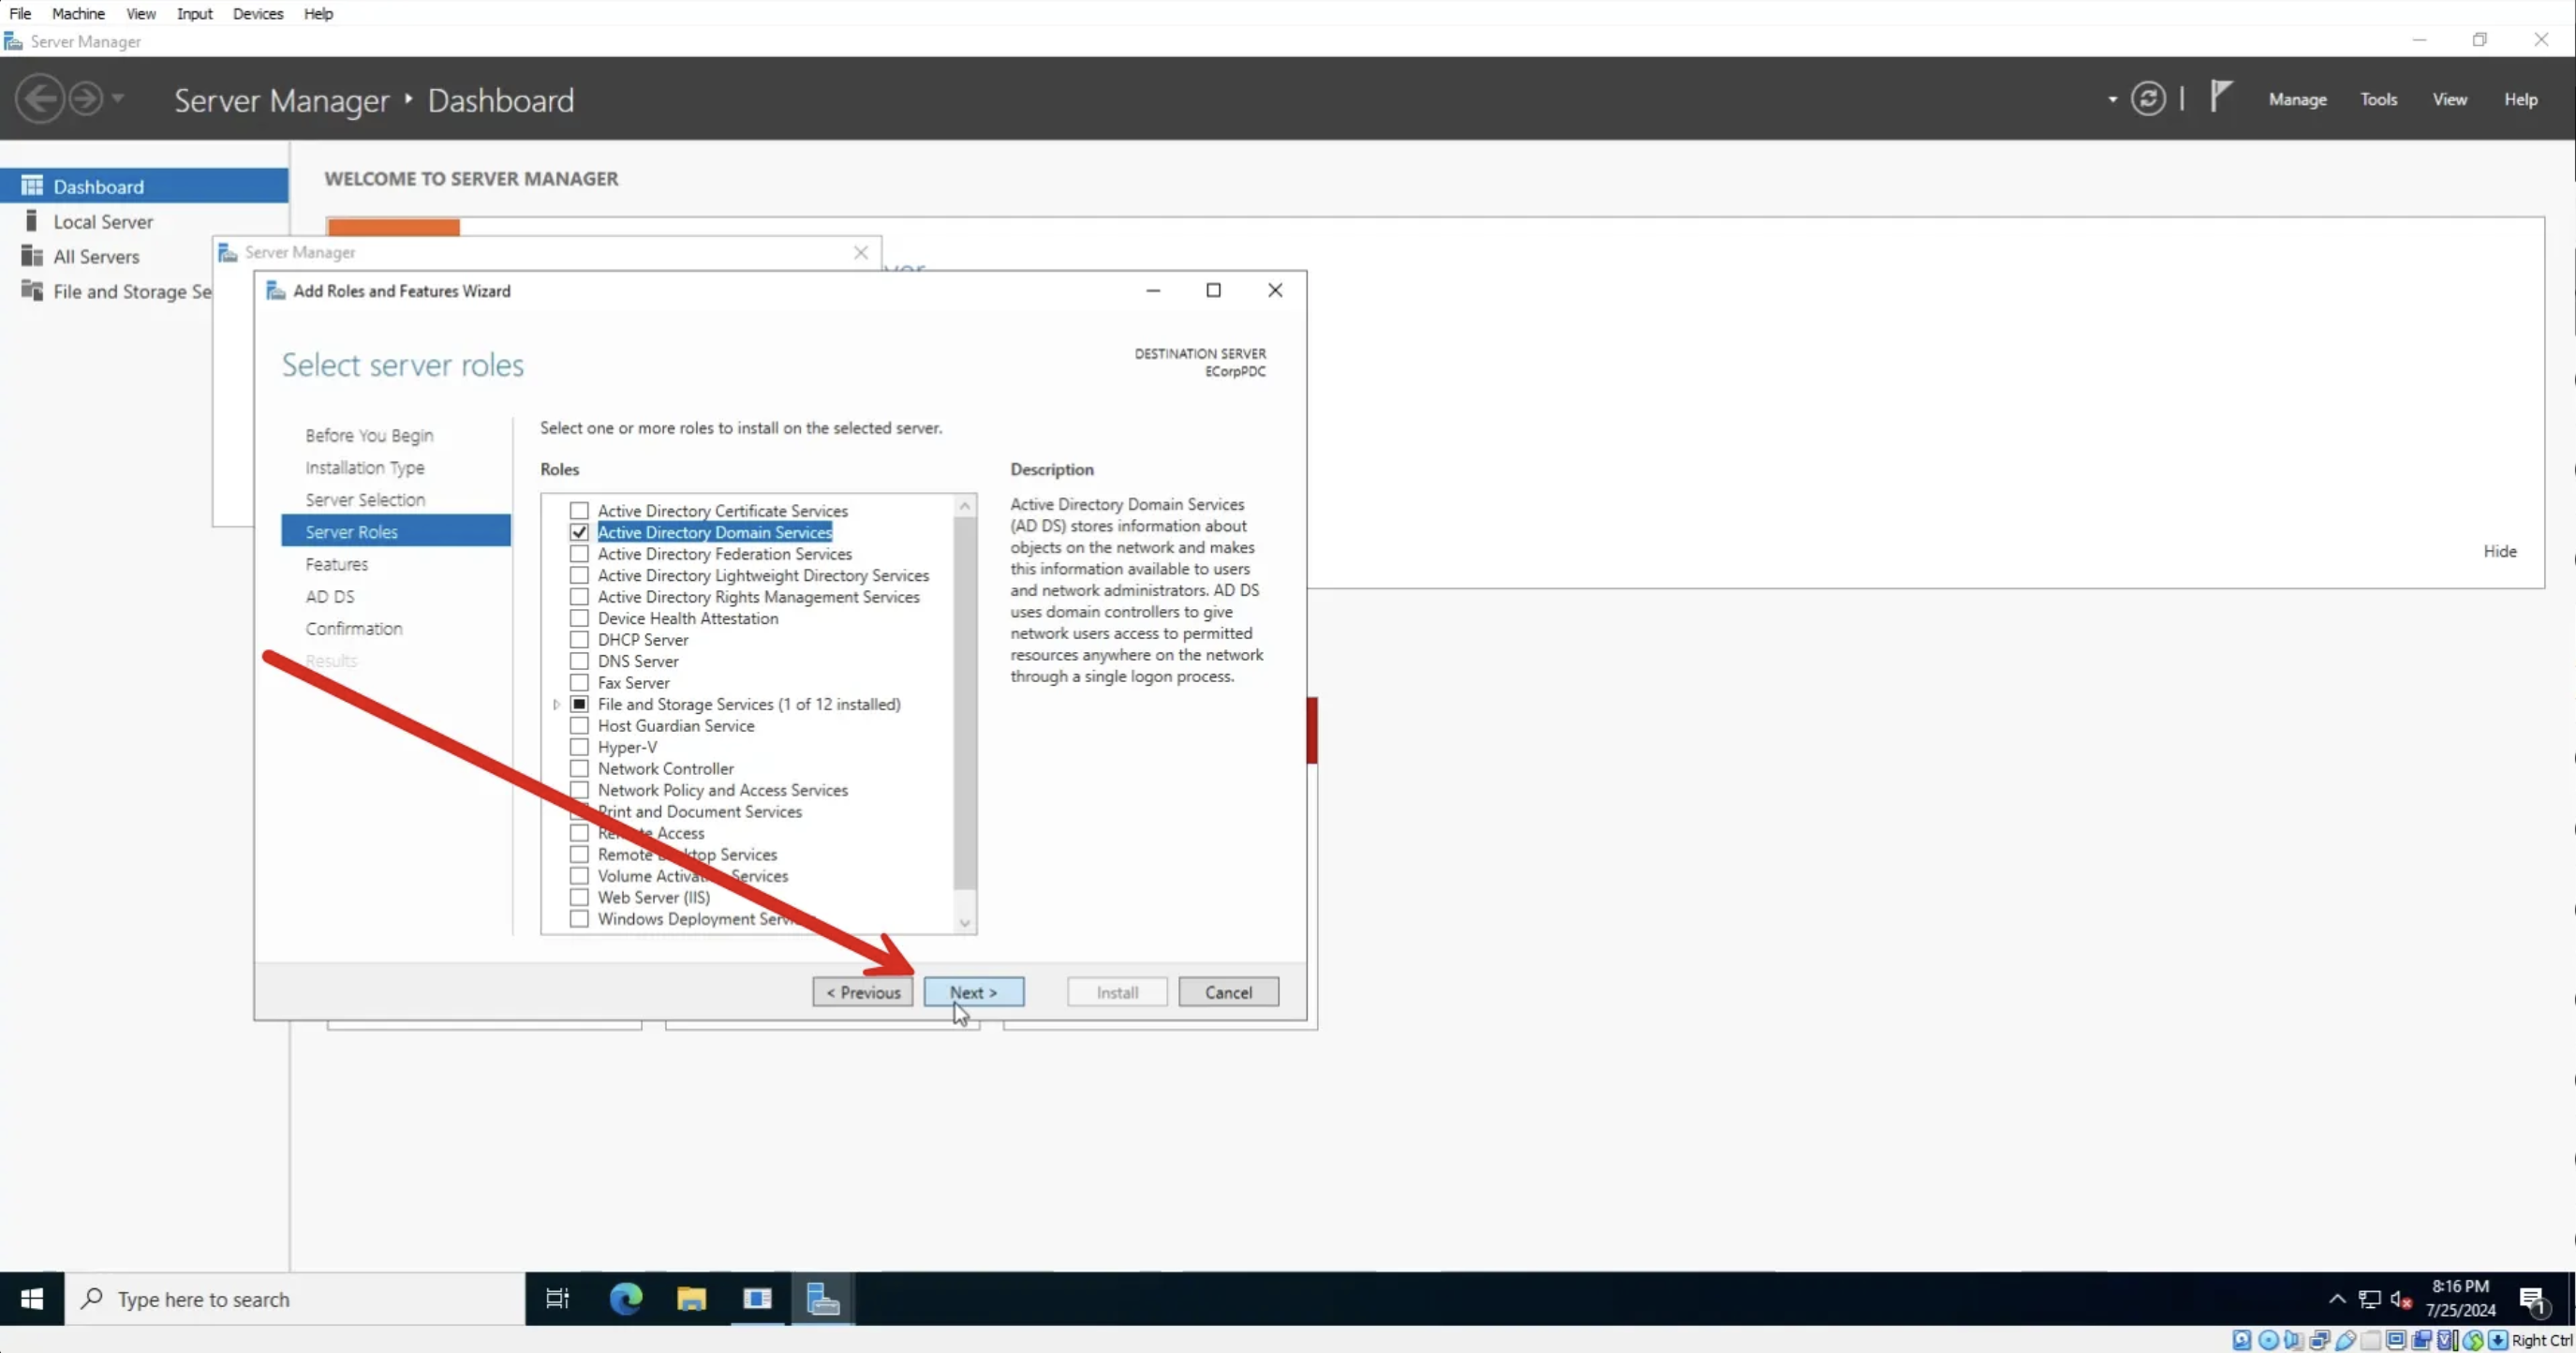 File Machine View Input Devices Help
Server Manager
Server Manager ‣ Dashboard
Manage Tools View Help
Dashboard
Local Server
All Servers
File and Storage Se
WELCOME TO SERVER MANAGER
Server Manager
Add Roles and Features Wizard
Select server roles
DESTINATION SERVER
ECorpPDC
Before You Begin
Installation Type
Server Selection
Server Roles
Features
AD DS
Confirmation
Results
Select one or more roles to install on the selected server.
Roles
Active Directory Certificate Services
Active Directory Domain Services
Active Directory Federation Services
Active Directory Lightweight Directory Services
Active Directory Rights Management Services
Device Health Attestation
DHCP Server
DNS Server
Fax Server
File and Storage Services (1 of 12 installed)
Host Guardian Service
Hyper-V
Network Controller
Network Policy and Access Services
Print and Document Services
Remote Access
Remote Desktop Services
Volume Activation Services
Web Server (IIS)
Windows Deployment Services
Description
Active Directory Domain Services
(AD DS) stores information about
objects on the network and makes
this information available to users
and network administrators. AD DS
uses domain controllers to give
network users access to permitted
resources anywhere on the network
through a single logon process.
Hide
< Previous
Next >
Install
Cancel
Type here to search
8:16 PM
7/25/2024
1
Right Ctrl